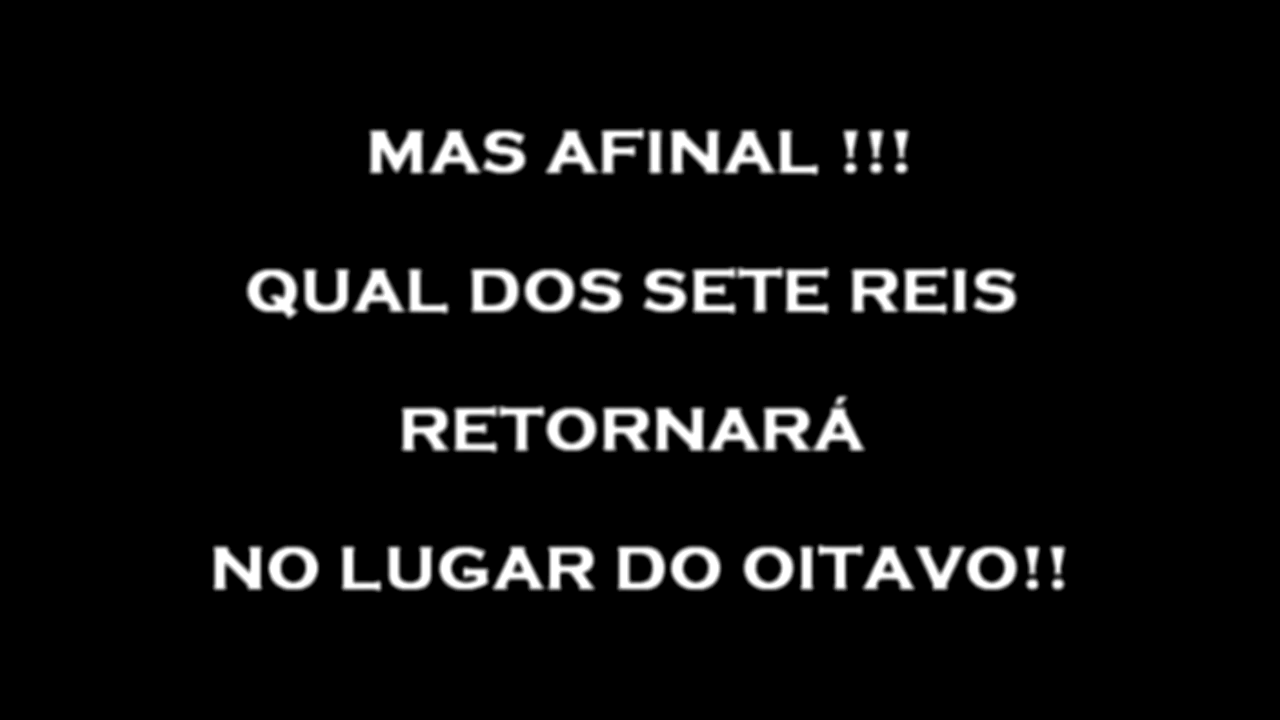 MAS AFINAL !!!
QUAL DOS SETE REIS
RETORNARÁ
NO LUGAR DO OITAVO!!